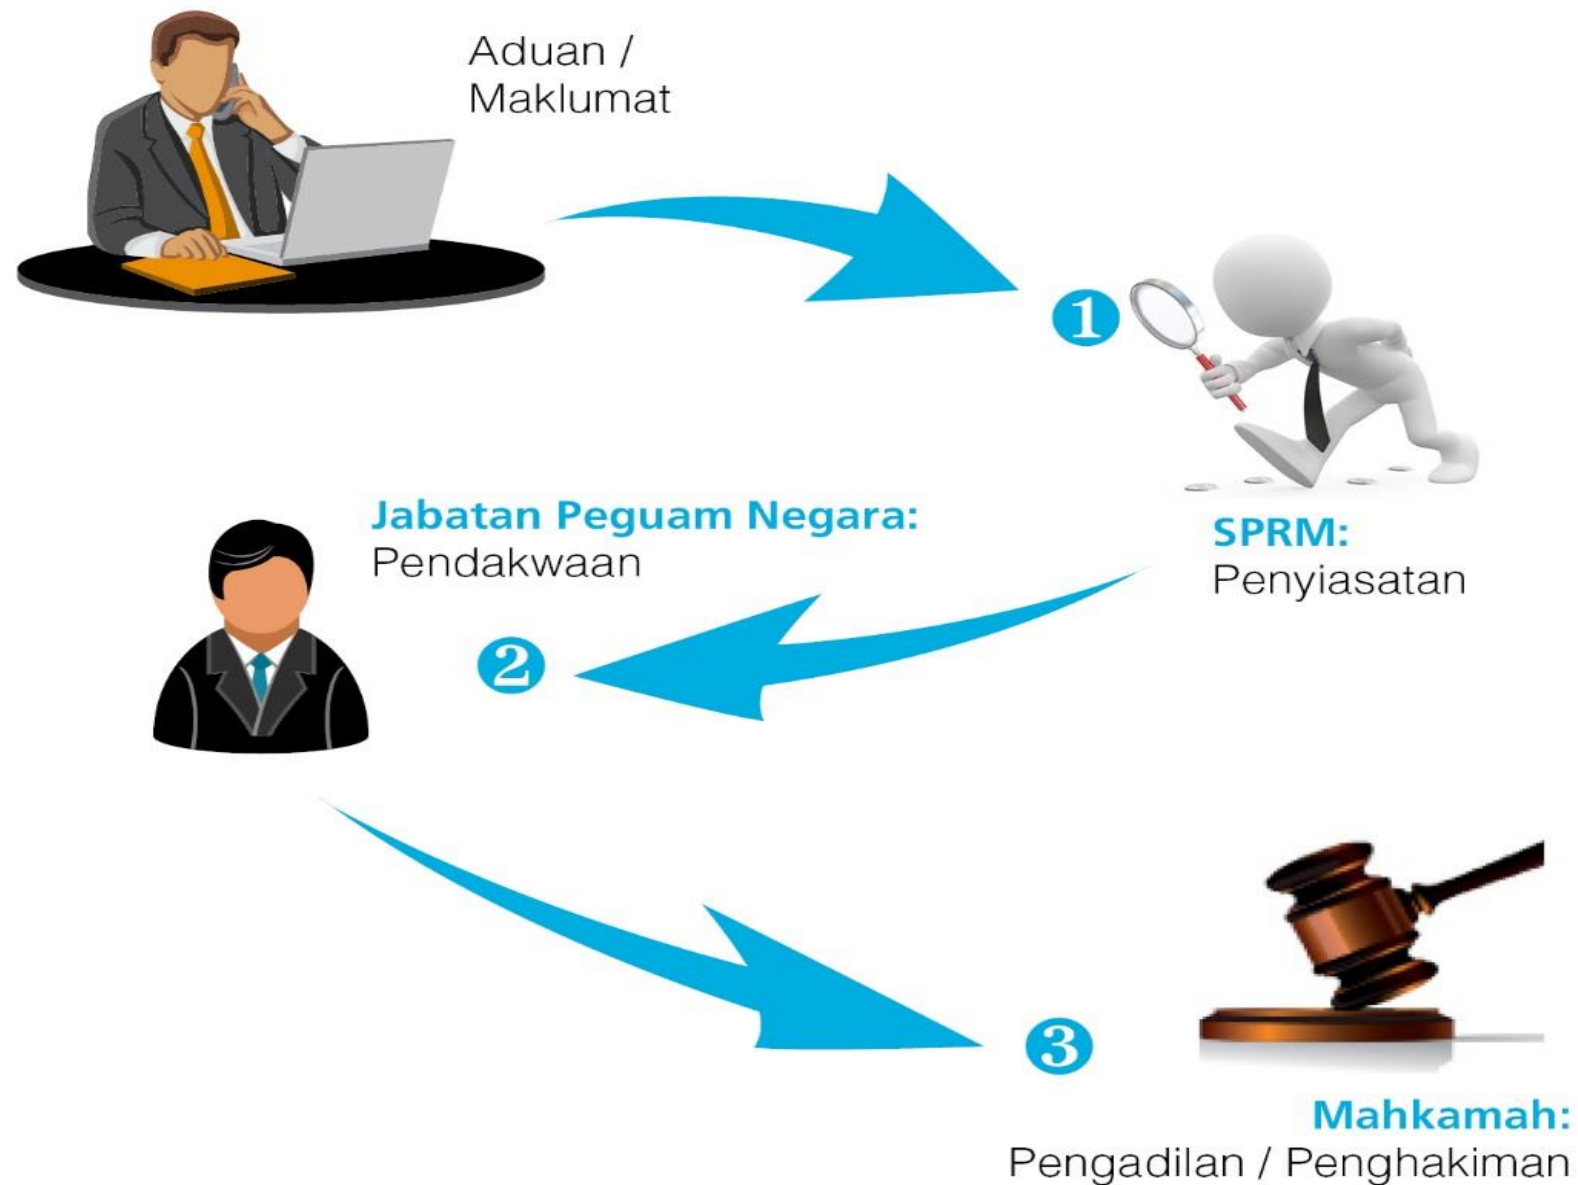 Aduan /
Maklumat
1
SPRM:
Penyiasatan
Jabatan Peguam Negara:
Pendakwaan
2
3
Mahkamah:
Pengadilan / Penghakiman